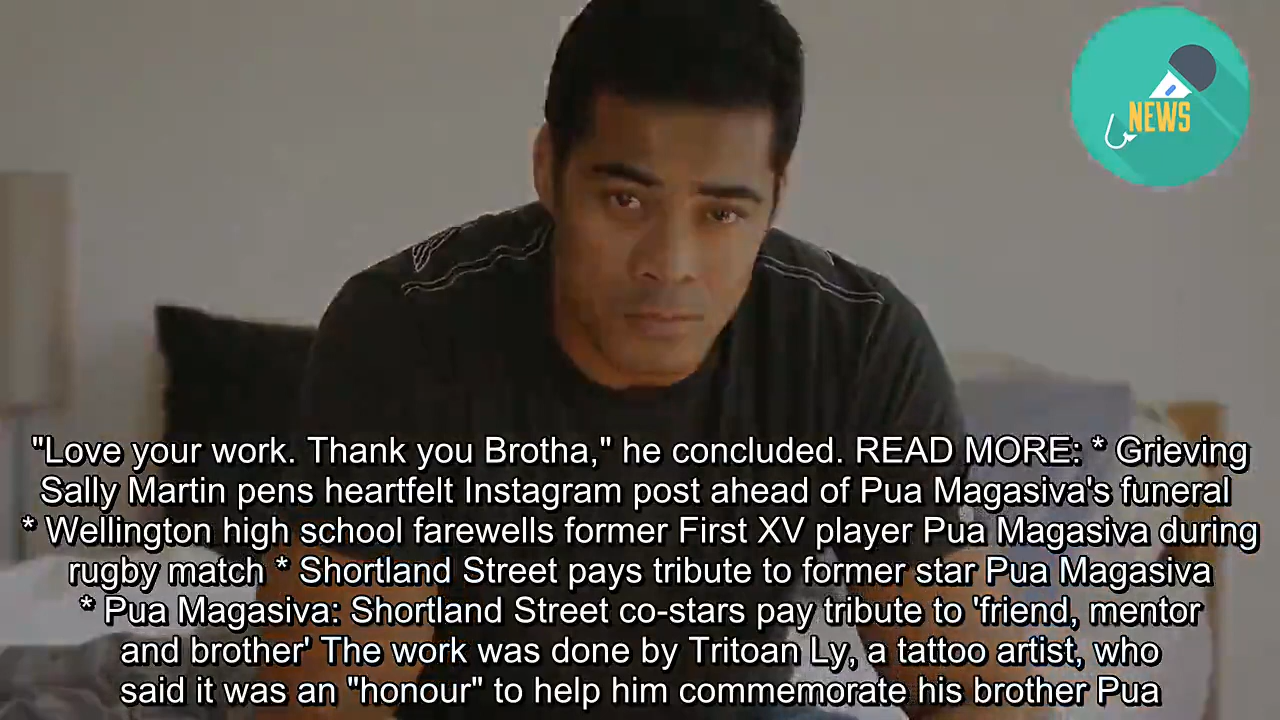 NEWS
"Love your work. Thank you Brotha," he concluded. READ MORE: * Grieving
Sally Martin pens heartfelt Instagram post ahead of Pua Magasiva's funeral
* Wellington high school farewells former First XV player Pua Magasiva during
rugby match * Shortland Street pays tribute to former star Pua Magasiva
* Pua Magasiva: Shortland Street co-stars pay tribute to 'friend, mentor
and brother' The work was done by Tritoan Ly, a tattoo artist, who
said it was an "honour" to help him commemorate his brother Pua